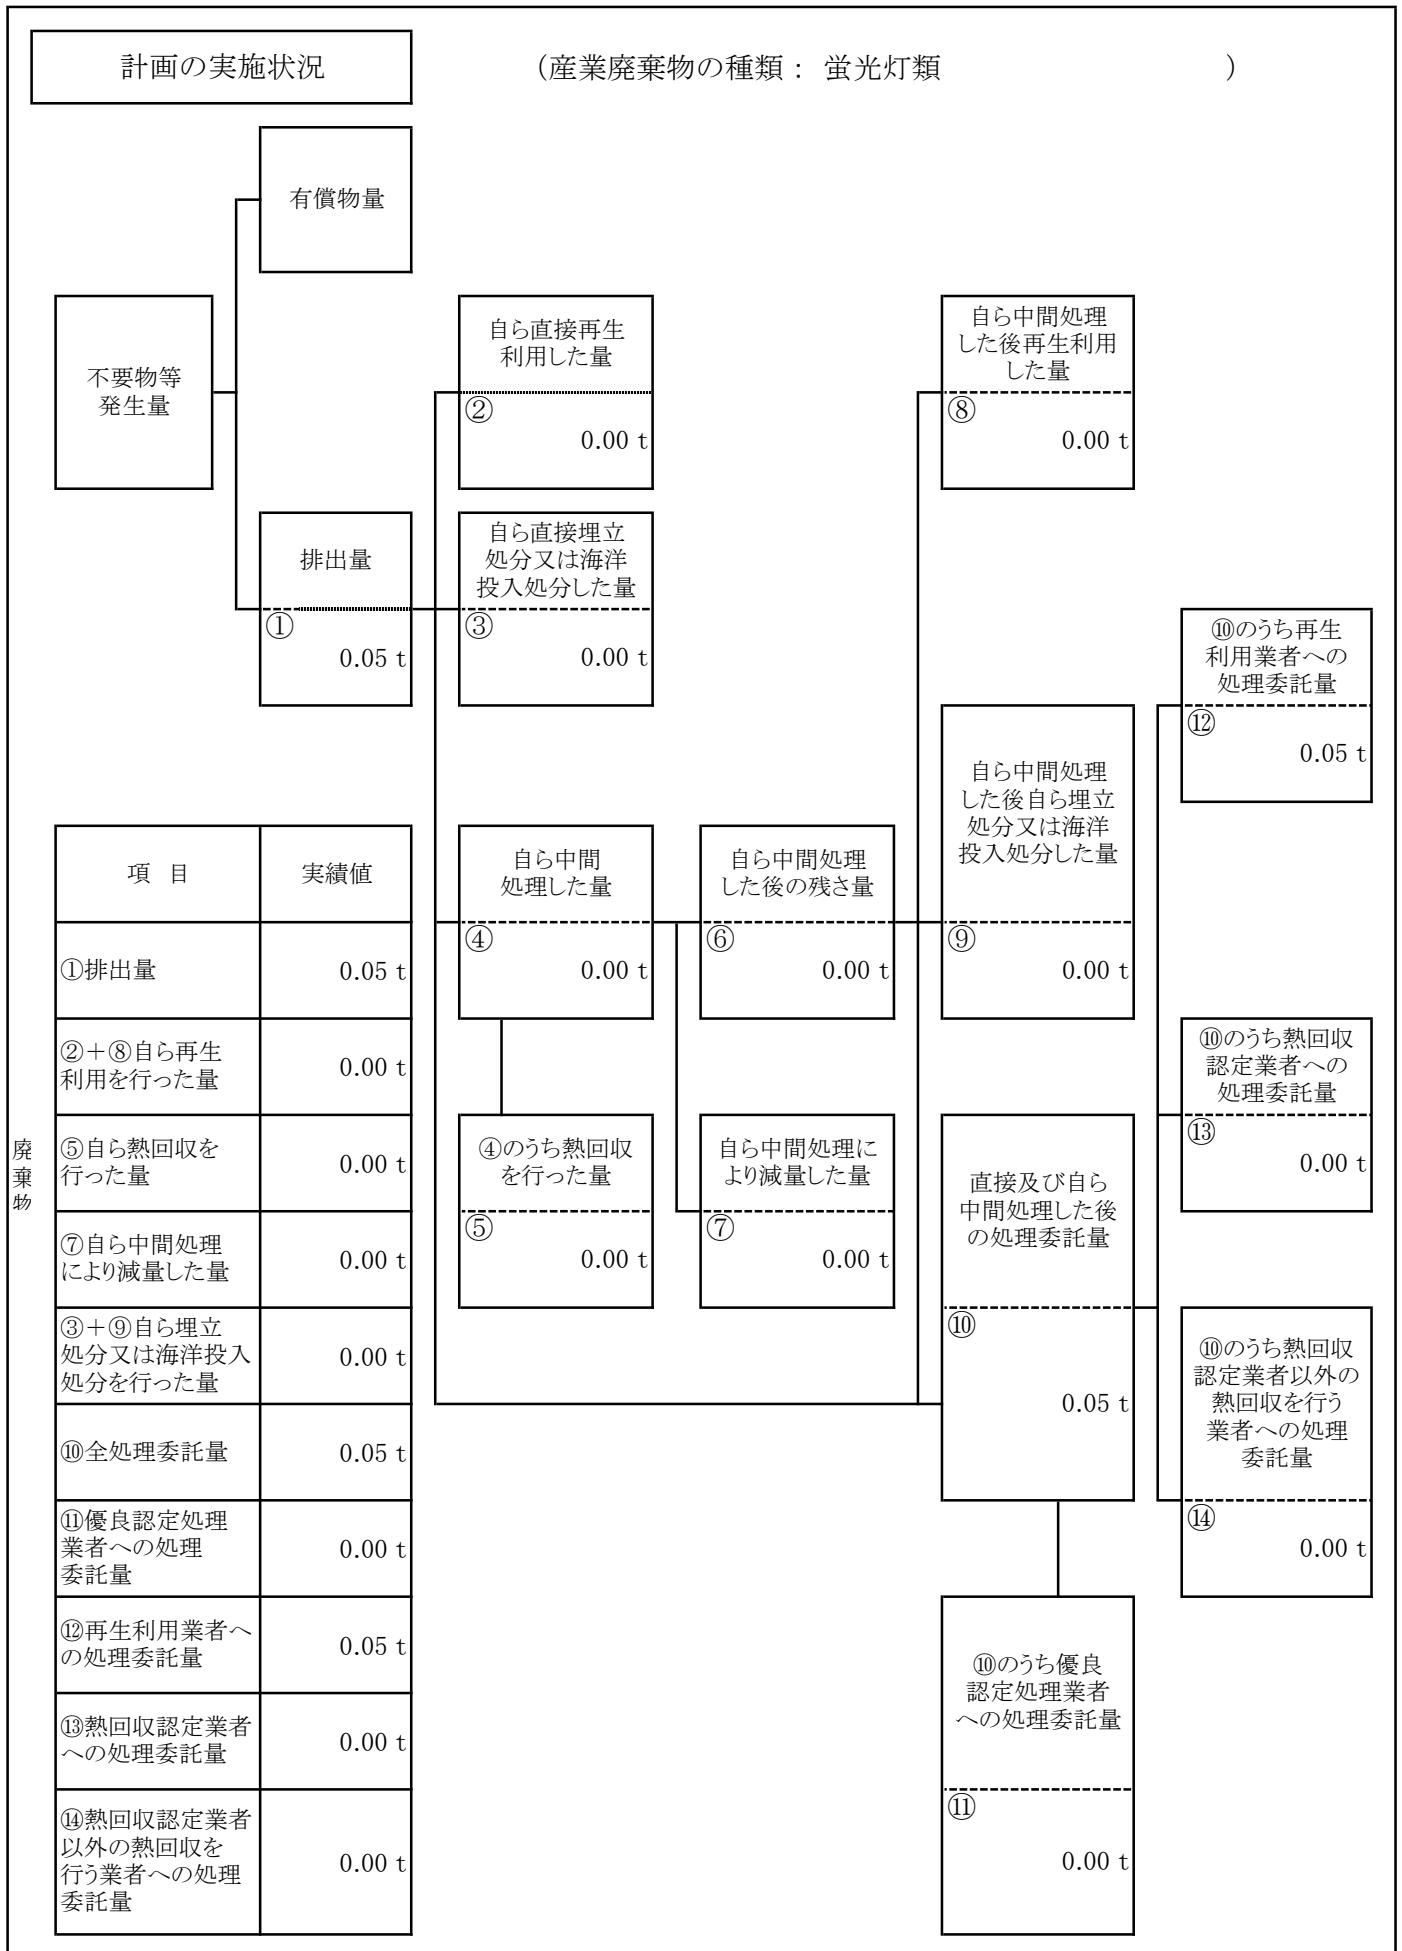 計画の実施状況
（産業廃棄物の種類： 蛍光灯類 ）
有償物量
不要物等
発生量
自ら直接再生
利用した量
②
0.00 t
自ら中間処理
した後再生利用
した量
⑧
0.00 t
排出量
①
0.05 t
自ら直接埋立
処分又は海洋
投入処分した量
③
0.00 t
⑩のうち再生
利用業者への
処理委託量
⑫
0.05 t
自ら中間処理
した後自ら埋立
処分又は海洋
投入処分した量
⑨
0.00 t
自ら中間
処理した量
④
0.00 t
自ら中間処理
した後の残さ量
⑥
0.00 t
⑩のうち熱回収
認定業者への
処理委託量
⑬
0.00 t
④のうち熱回収
を行った量
⑤
0.00 t
自ら中間処理に
より減量した量
⑦
0.00 t
直接及び自ら
中間処理した後
の処理委託量
⑩
0.05 t
⑩のうち熱回収
認定業者以外の
熱回収を行う
業者への処理
委託量
⑭
0.00 t
⑩のうち優良
認定処理業者
への処理委託量
⑪
0.00 t
項 目 実績値
①排出量 0.05 t
②＋⑧自ら再生
利用を行った量 0.00 t
⑤自ら熱回収を
行った量 0.00 t
⑦自ら中間処理
により減量した量 0.00 t
③＋⑨自ら埋立
処分又は海洋投入
処分を行った量 0.00 t
⑩全処理委託量 0.05 t
⑪優良認定処理
業者への処理
委託量 0.00 t
⑫再生利用業者へ
の処理委託量 0.05 t
⑬熱回収認定業者
への処理委託量 0.00 t
⑭熱回収認定業者
以外の熱回収を
行う業者への処理
委託量 0.00 t
廃棄物